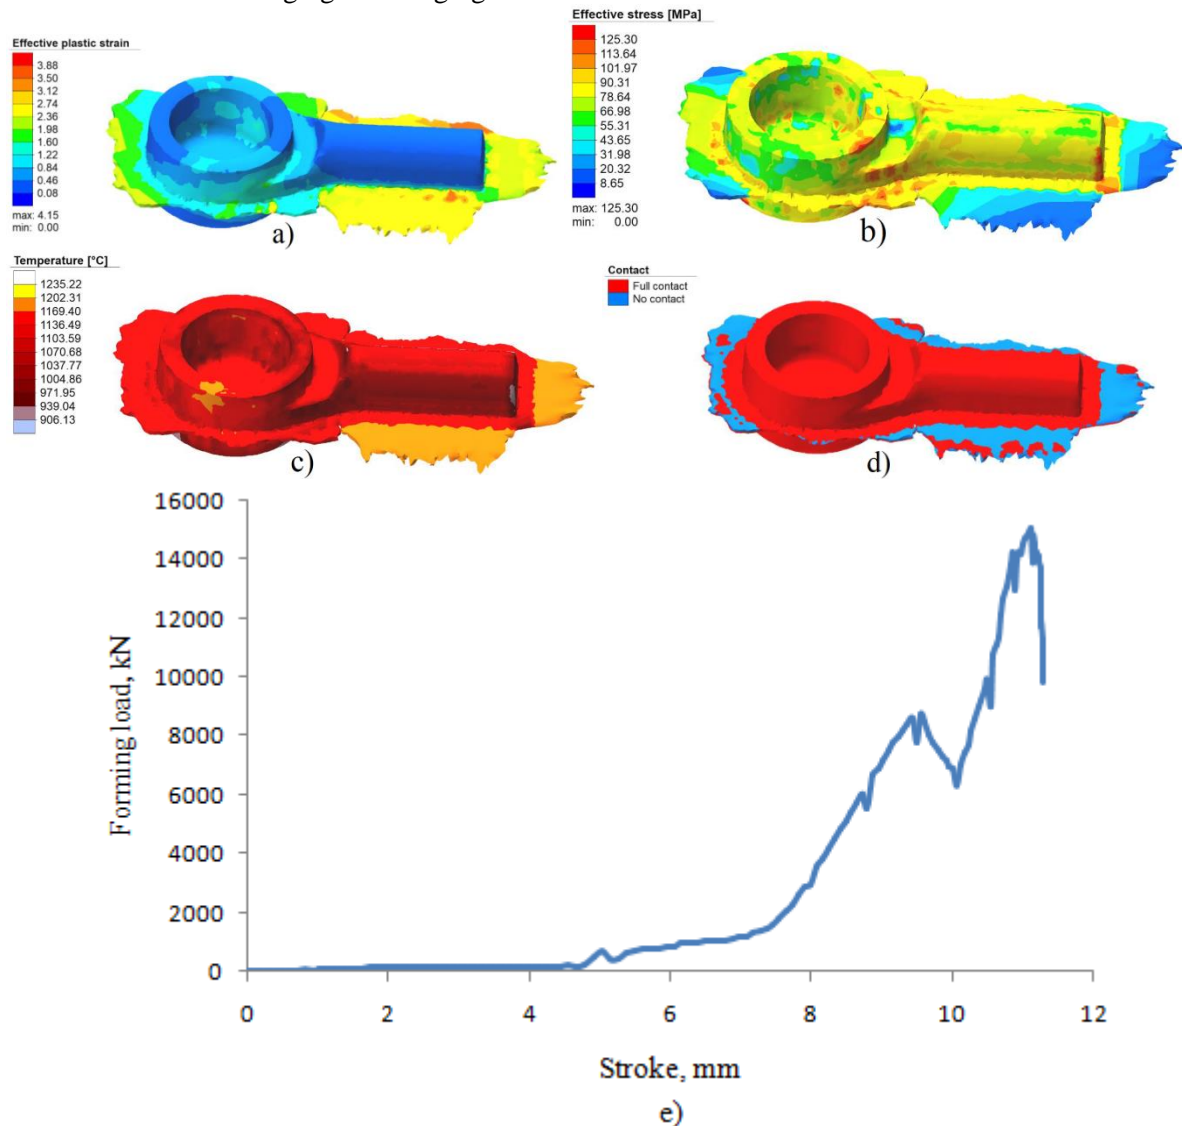 Effective plastic strain
3.88
3.50
3.12
2.74
2.36
1.98
1.60
1.22
0.84
0.46
0.08
max: 4.15
min: 0.00
a)
Effective stress [MPa]
125.30
113.64
101.97
90.31
78.64
66.98
55.31
43.65
31.98
20.32
8.65
max: 125.30
min: 0.00
b)
Temperature [°C]
1235.22
1202.31
1169.40
1136.49
1103.59
1070.68
1037.77
1004.86
971.95
939.04
906.13
c)
Contact
Full contact
No contact
d)
16000
14000
12000
10000
8000
6000
4000
2000
0
Forming load, kN
0 2 4 6 8 10 12
Stroke, mm
e)